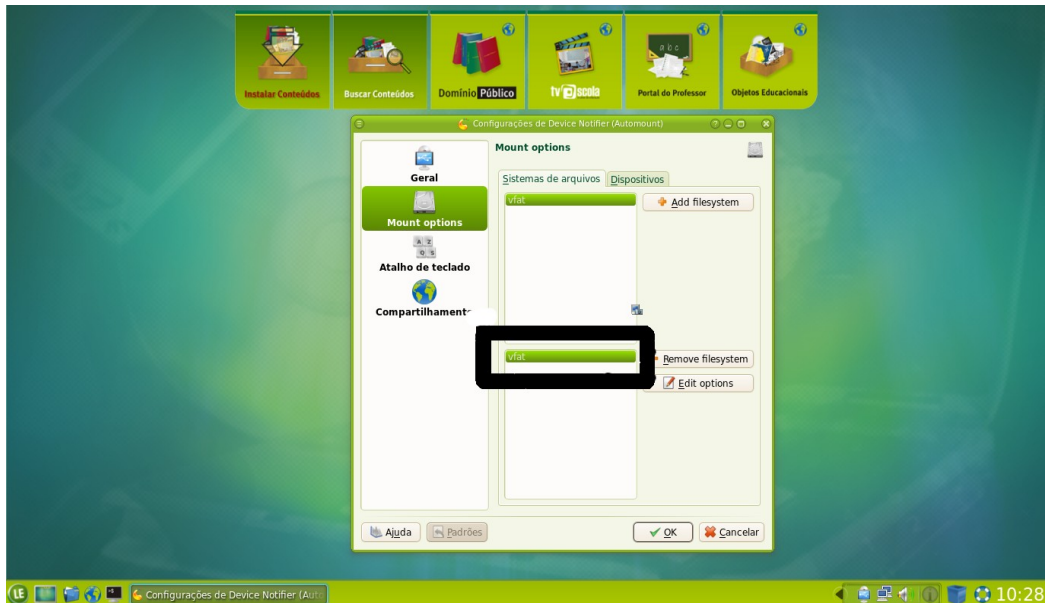 Instalar Conteúdos
Buscar Conteúdos
Domínio Público
tv escola
a b c
Portal do Professor
Objetos Educacionais
Configurações de Device Notifier (Automount)
Mount options
Geral
Mount options
Atalho de teclado
Compartilhament
Sistemas de arquivos
Dispositivos
vfat
Add filesystem
vfat
Remove filesystem
Edit options
Ajuda
Padrões
OK
Cancelar
LE
Configurações de Device Notifier (Auto
10:28